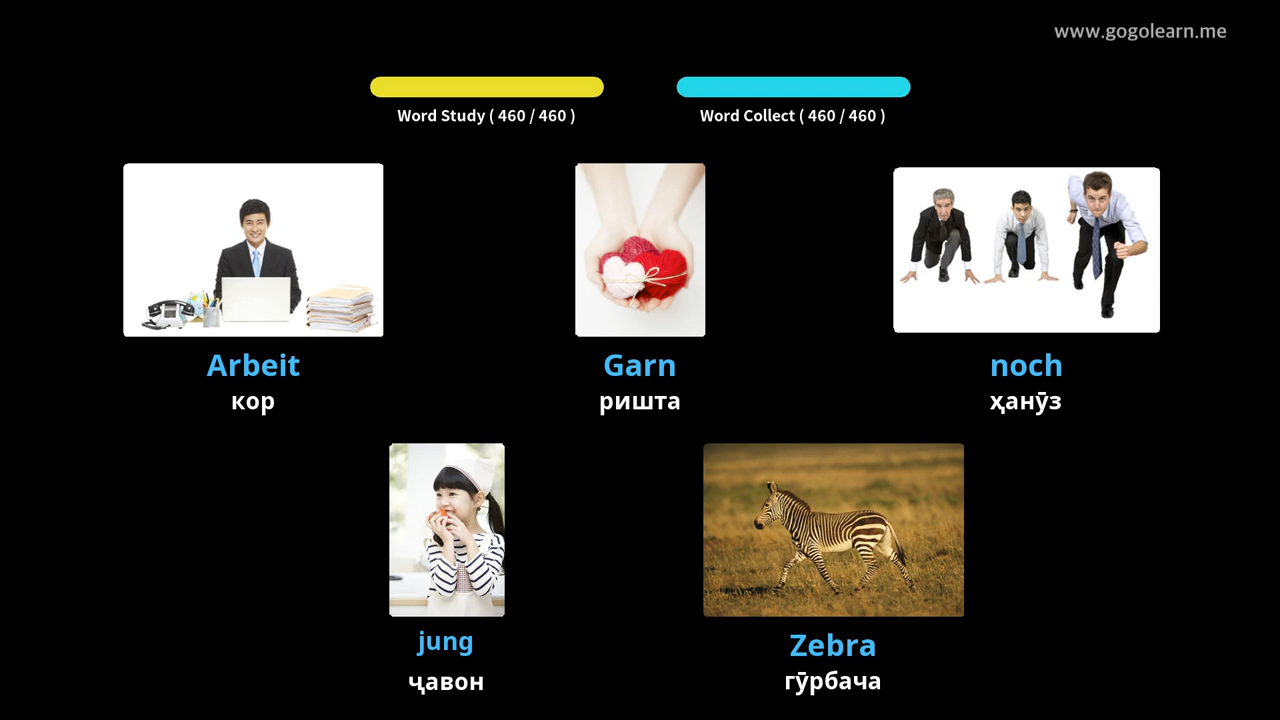 www.gogolearn.me
Word Study ( 460 / 460 )
Word Collect ( 460 / 460 )
Arbeit
кор
Garn
ришта
noch
ҳанӯз
jung
ҷавон
Zebra
гӯрбача